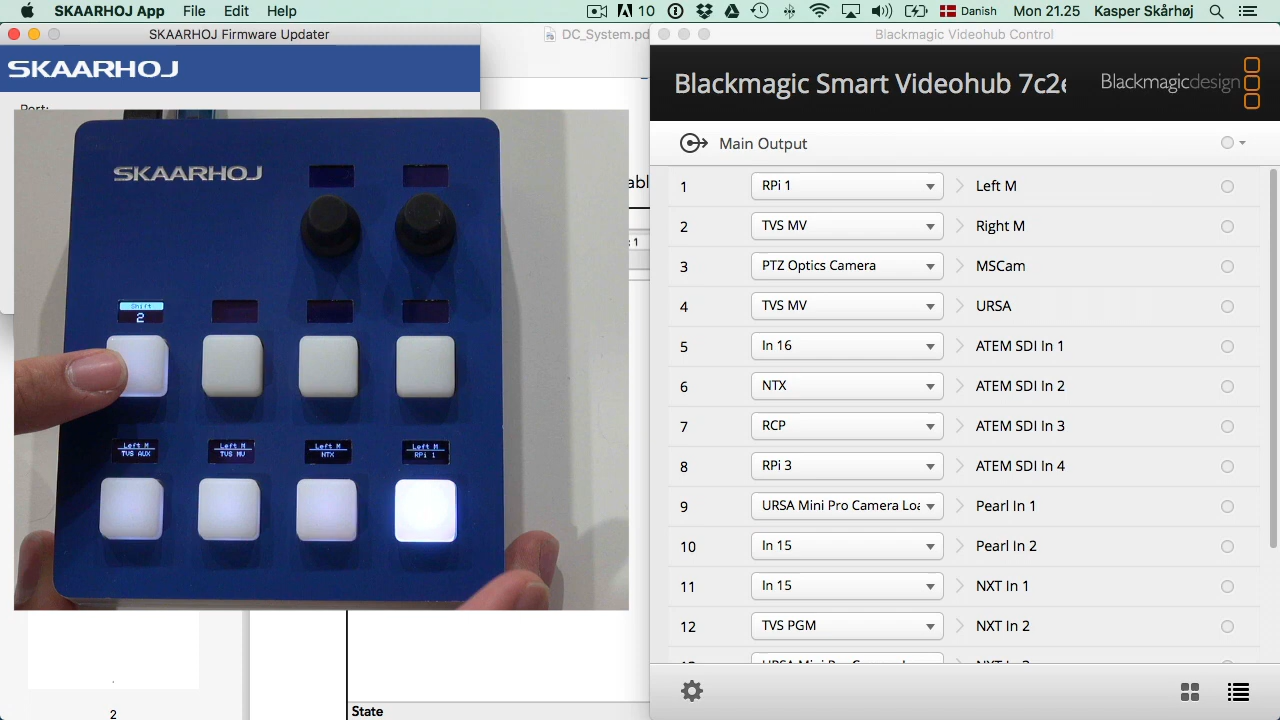 SKAARHOJ App File Edit Help 10 Danish Mon 21.25 Kasper Skårhøj
SKAARHOJ Firmware Updater
DC_System.pd
Blackmagic Videohub Control
SKAARHOJ
Blackmagic Smart Videohub 7c2e
Blackmagicdesign
Port:
Main Output
SKAARHOJ
Shift
2
Left M
TVS AUX
Left M
TVS MV
Left M
NTX
Left M
RPi 1
abl
: 1
1 RPi 1 Left M
2 TVS MV Right M
3 PTZ Optics Camera MSCam
4 TVS MV URSA
5 In 16 ATEM SDI In 1
6 NTX ATEM SDI In 2
7 RCP ATEM SDI In 3
8 RPi 3 ATEM SDI In 4
9 URSA Mini Pro Camera Loa Pearl In 1
10 In 15 Pearl In 2
11 In 15 NXT In 1
12 TVS PGM NXT In 2
2
State